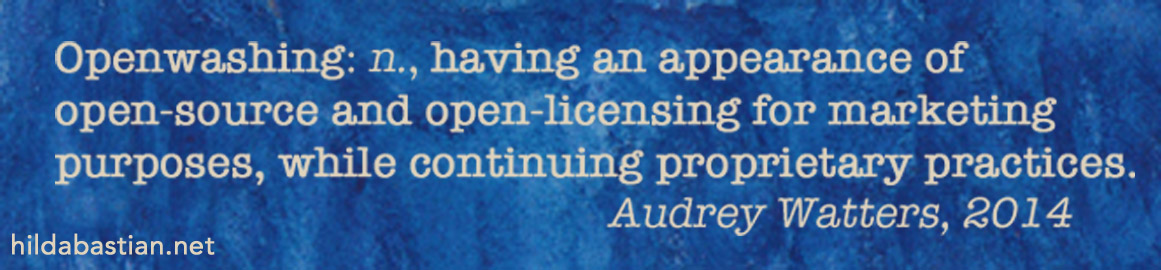 Openwashing: n., having an appearance of
open-source and open-licensing for marketing
purposes, while continuing proprietary practices.
Audrey Watters, 2014
hildabastian.net